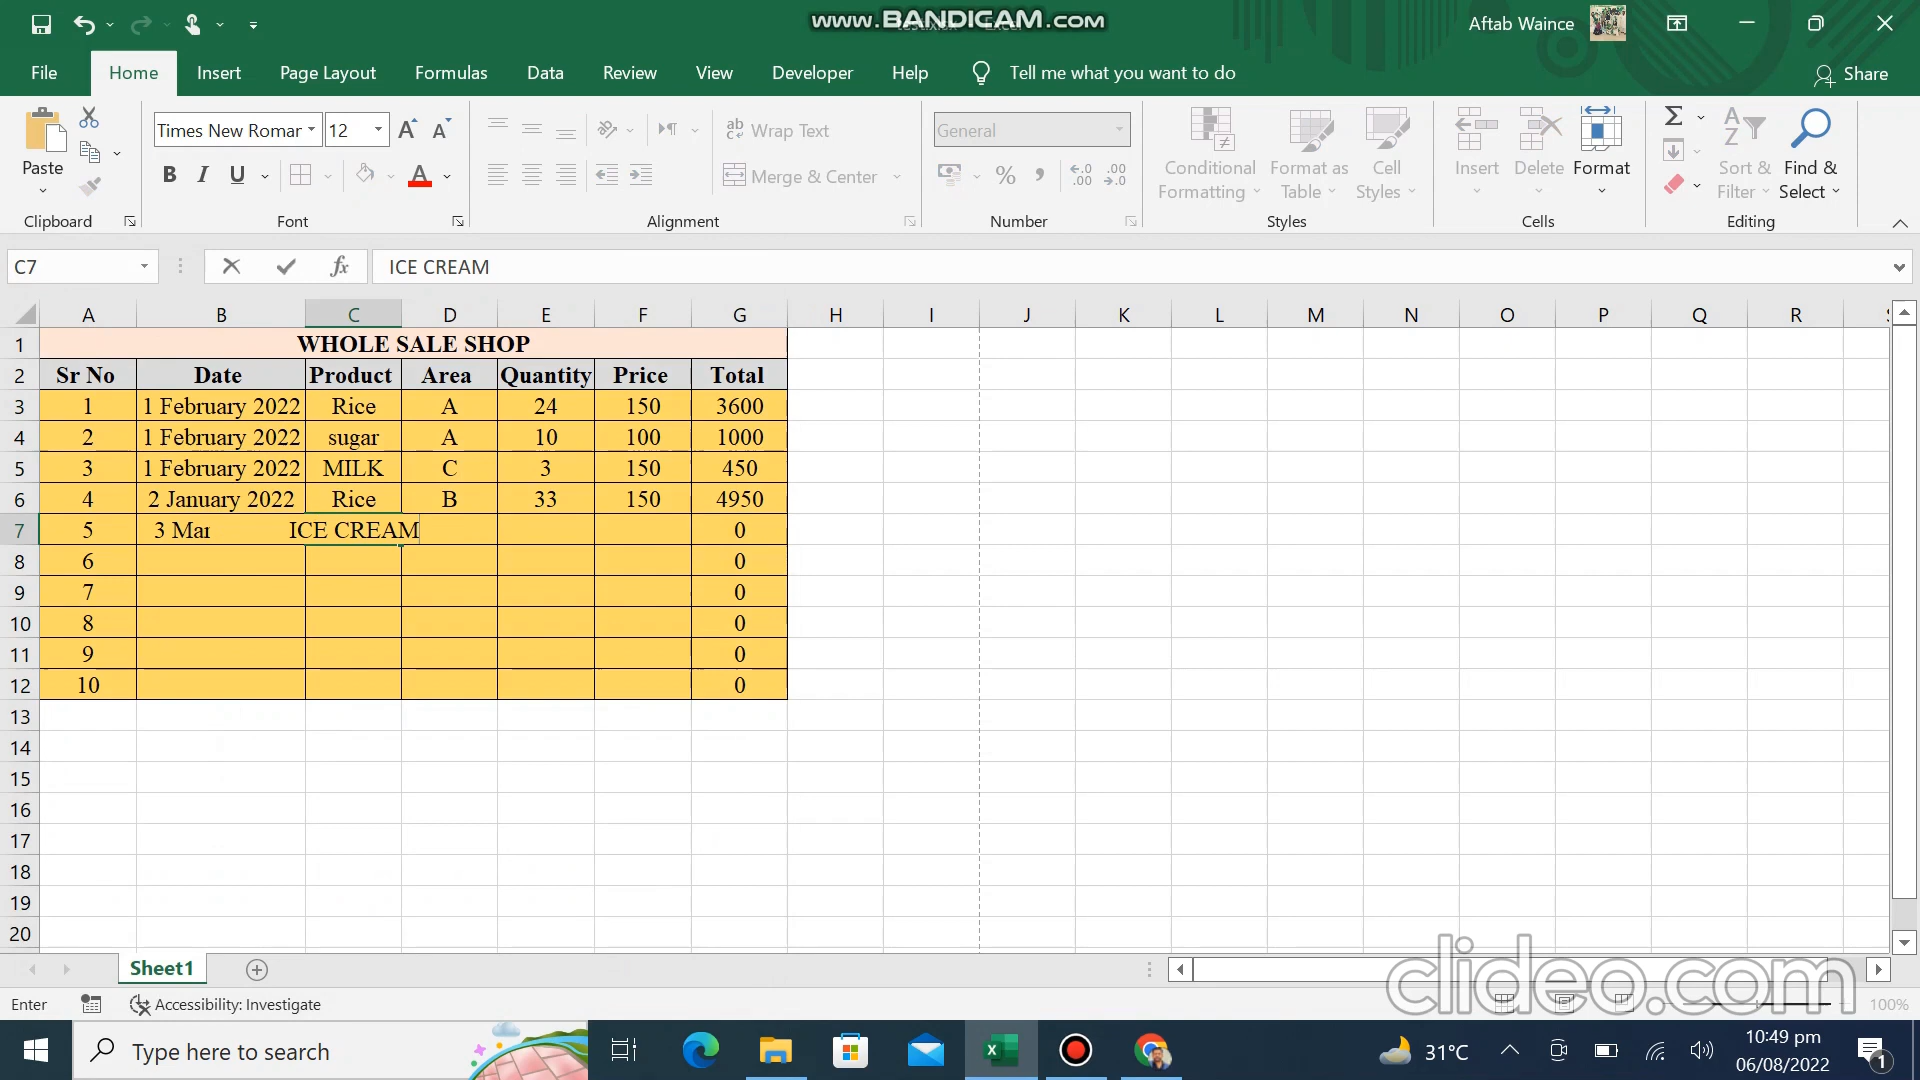 www.BANDICAM.com
Aftab Waince
File Home Insert Page Layout Formulas Data Review View Developer Help Tell me what you want to do Share
Times New Roman 12 Wrap Text General
Paste Merge & Center Conditional Formatting Format as Table Cell Styles Insert Delete Format Sort & Filter Find & Select
Clipboard Font Alignment Number Styles Cells Editing
C7 fx ICE CREAM
A B C D E F G H I J K L M N O P Q R
1 WHOLE SALE SHOP
2 Sr No Date Product Area Quantity Price Total
3 1 1 February 2022 Rice A 24 150 3600
4 2 1 February 2022 sugar A 10 100 1000
5 3 1 February 2022 MILK C 3 150 450
6 4 2 January 2022 Rice B 33 150 4950
7 5 3 Mar ICE CREAM 0
8 6 0
9 7 0
10 8 0
11 9 0
12 10 0
13
14
15
16
17
18
19
20
Sheet1
clideo.com
Enter Accessibility: Investigate 100%
Type here to search 31°C 10:49 pm
06/08/2022 1